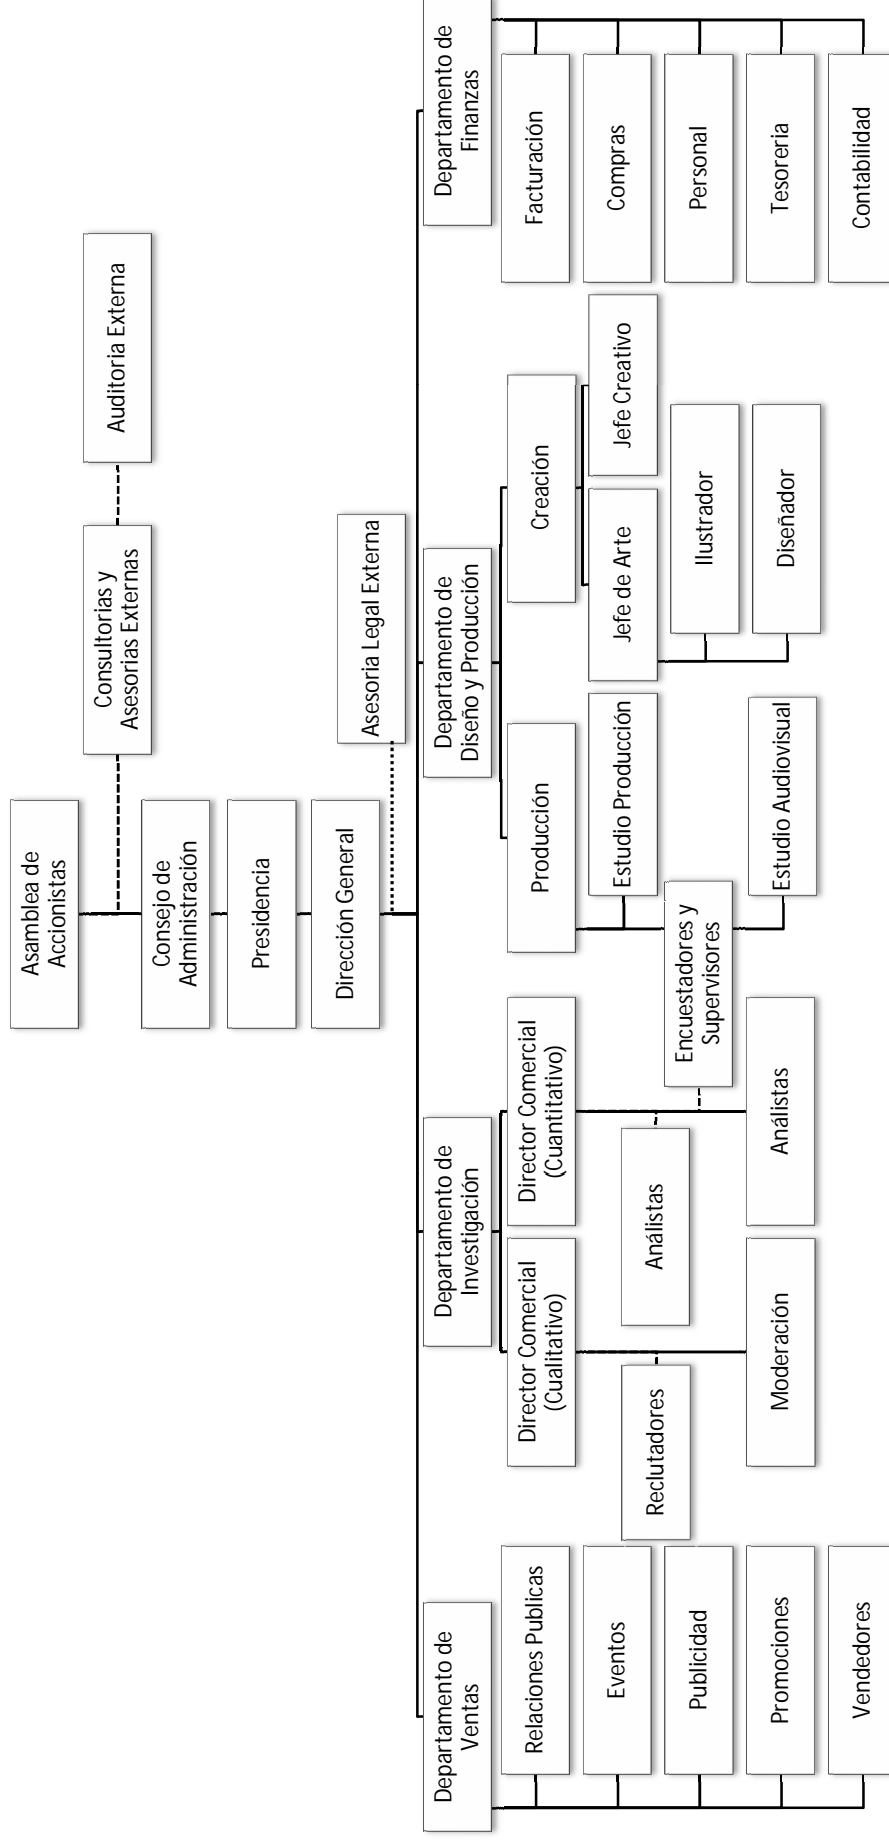 Asamblea de
Accionistas
Consultorias y
Asesorias Externas
Auditoria Externa
Consejo de
Administración
Presidencia
Dirección General
Asesoria Legal Externa
Departamento de
Ventas
Departamento de
Investigación
Departamento de
Diseño y Producción
Departamento de
Finanzas
Relaciones Publicas
Eventos
Publicidad
Promociones
Vendedores
Director Comercial
(Cualitativo)
Reclutadores
Moderación
Director Comercial
(Cuantitativo)
Análistas
Encuestadores y
Supervisores
Análistas
Producción
Estudio Producción
Estudio Audiovisual
Creación
Jefe de Arte
Jefe Creativo
Ilustrador
Diseñador
Facturación
Compras
Personal
Tesoreria
Contabilidad